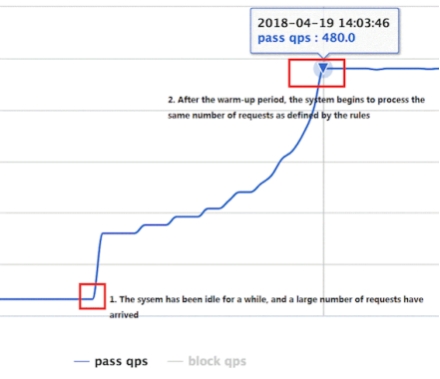 2018-04-19 14:03:46
pass qps : 480.0
2. After the warm-up period, the system begins to process the
same number of requests as defined by the rules
1. The sysem has been idle for a while, and a large number of requests have
arrived
pass qps block qps